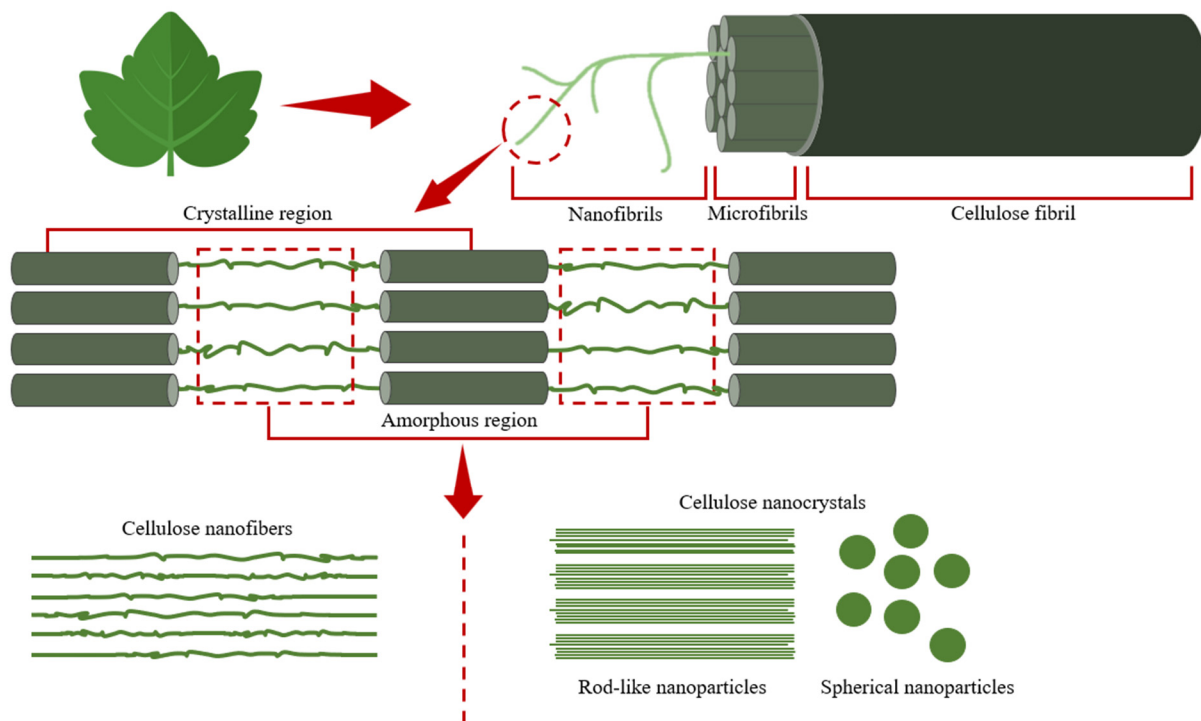 Nanofibrils
Microfibrils
Cellulose fibril
Crystalline region
Amorphous region
Cellulose nanofibers
Cellulose nanocrystals
Rod-like nanoparticles
Spherical nanoparticles